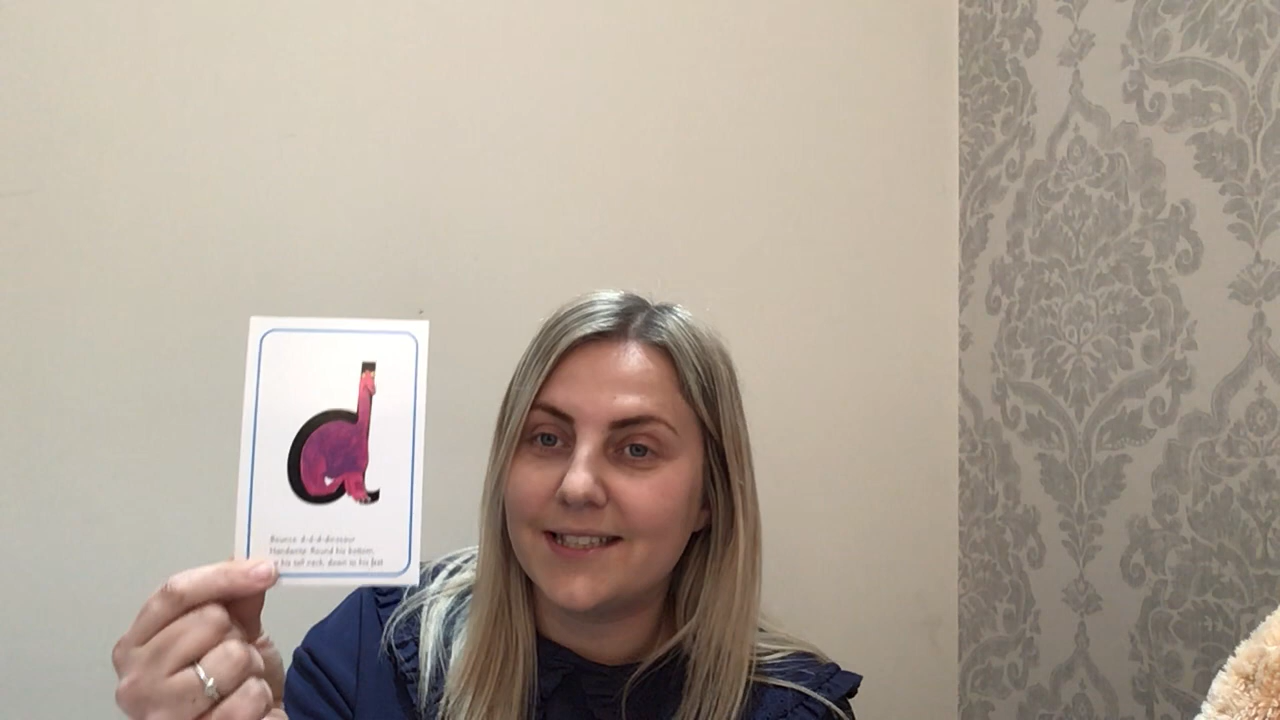 d
Bounce: d-d-d-dinosaur
Handwrite: Round his bottom,
his tall neck, down to his feet